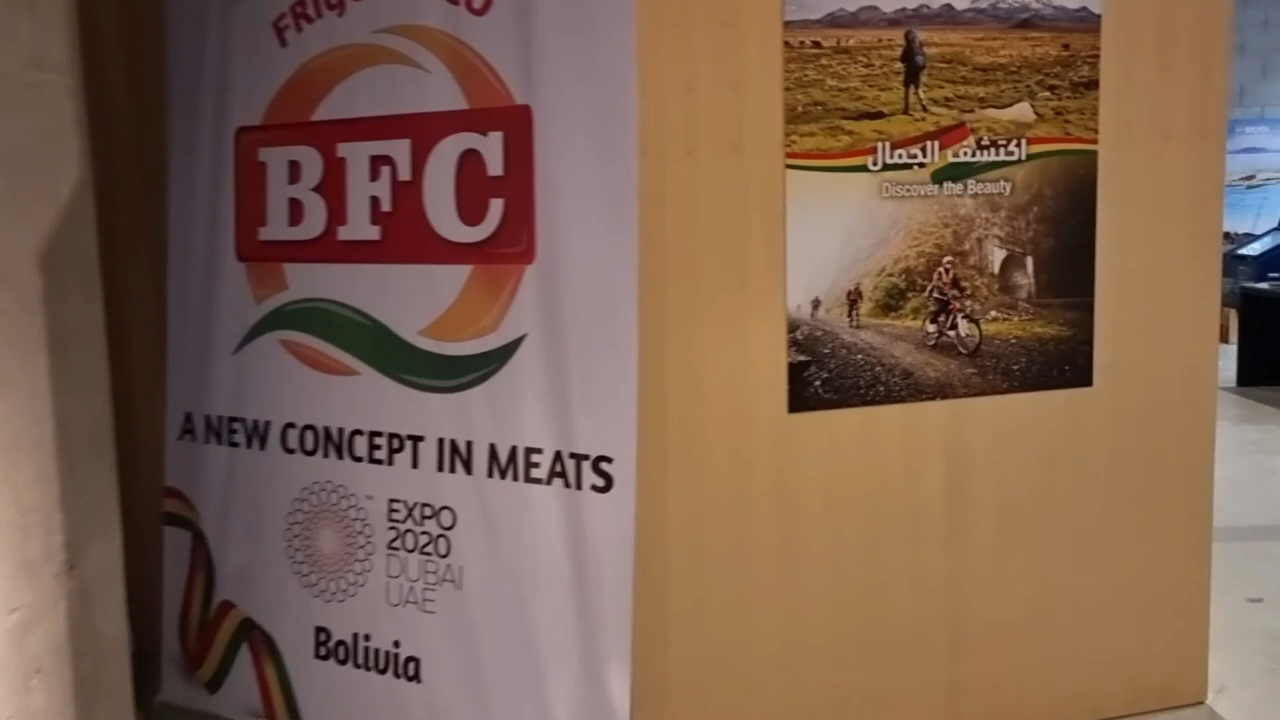 BFC
A NEW CONCEPT IN MEATS
EXPO
2020
DUBAI
UAE
Bolivia
اكتشف الجمال
Discover the Beauty